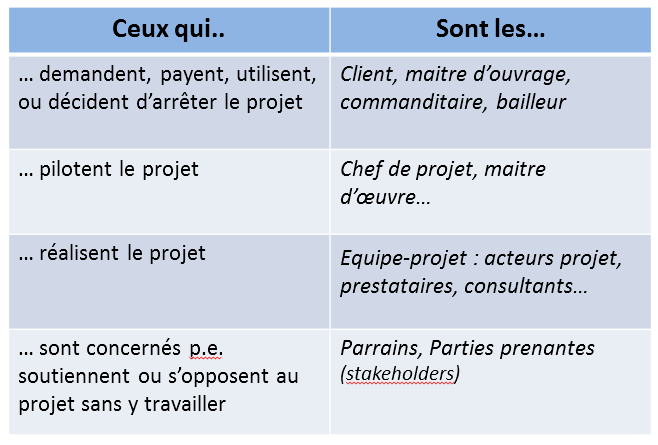 Ceux qui..
Sont les…
… demandent, payent, utilisent,
ou décident d’arrêter le projet
Client, maitre d’ouvrage,
commanditaire, bailleur
… pilotent le projet
Chef de projet, maitre
d’œuvre…
… réalisent le projet
Equipe-projet : acteurs projet,
prestataires, consultants…
… sont concernés p.e.
soutiennent ou s’opposent au
projet sans y travailler
Parrains, Parties prenantes
(stakeholders)